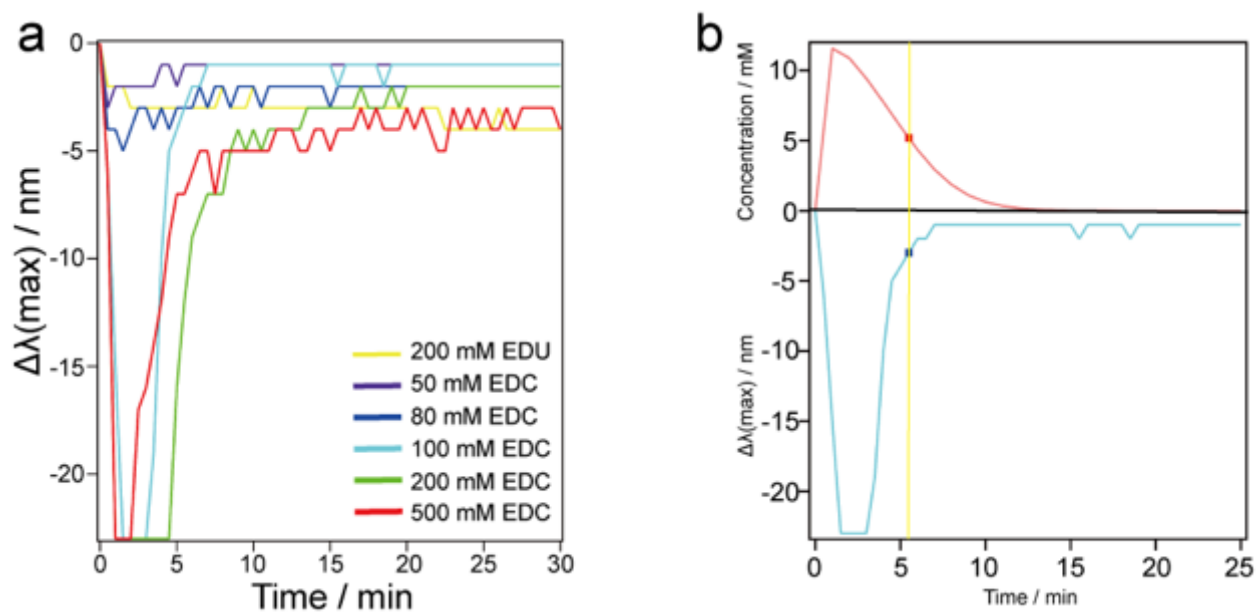 a
0
-5
-10
-15
-20
Δλ(max) / nm
0 5 10 15 20 25 30
Time / min
200 mM EDU
50 mM EDC
80 mM EDC
100 mM EDC
200 mM EDC
500 mM EDC
b
10
5
0
-5
-10
-15
-20
Concentration / mM
Δλ(max) / nm
0 5 10 15 20 25
Time / min